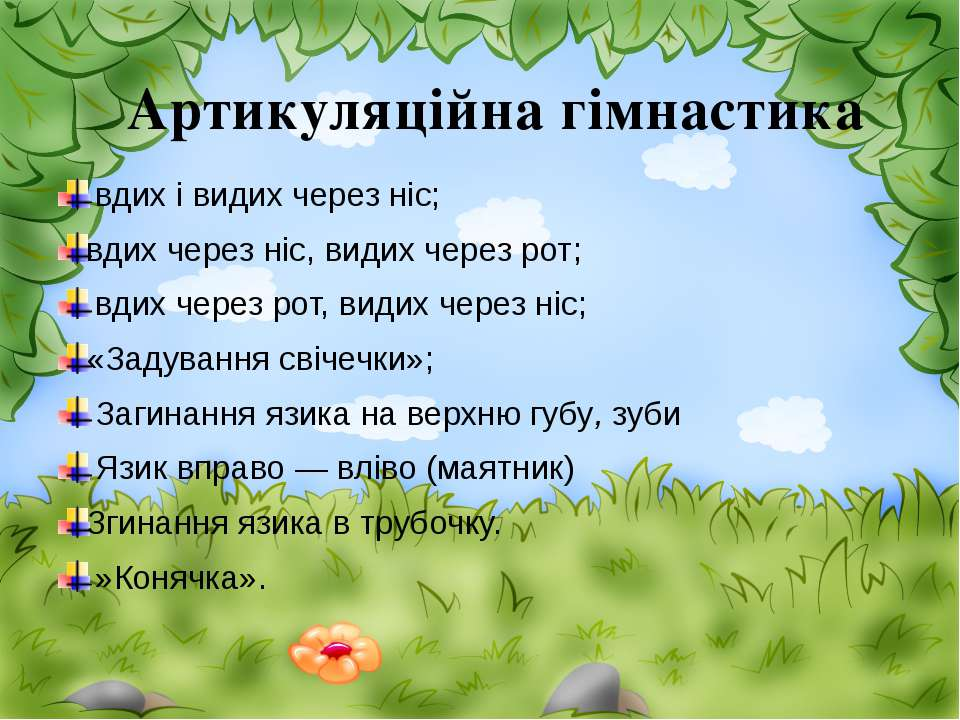 Артикуляційна гімнастика
вдих і видих через ніс;
вдих через ніс, видих через рот;
вдих через рот, видих через ніс;
«Задування свічечки»;
Загинання язика на верхню губу, зуби
Язик вправо — вліво (маятник)
Згинання язика в трубочку.
»Конячка».